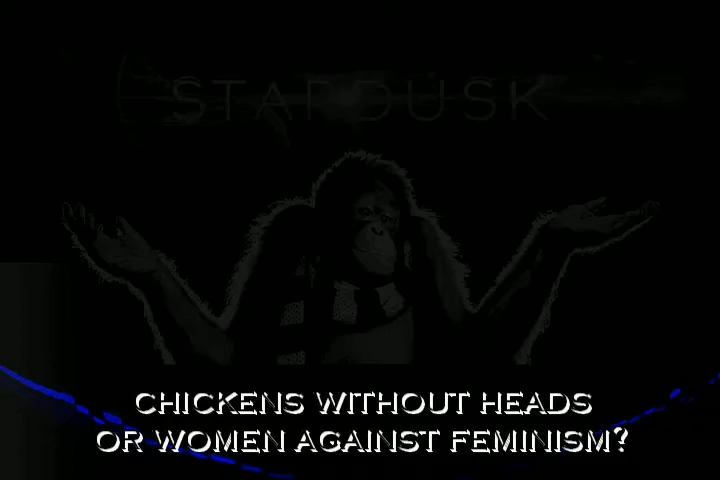 STARDUSK
CHICKENS WITHOUT HEADS
OR WOMEN AGAINST FEMINISM?